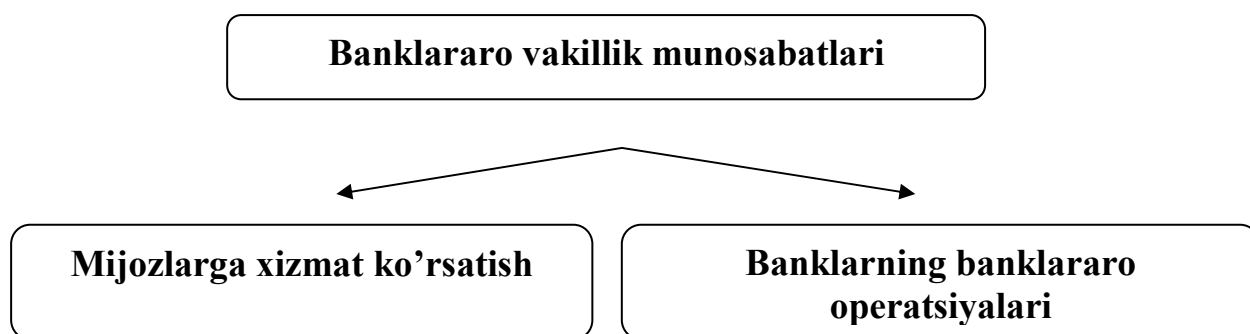 Banklararo vakillik munosabatlari
Mijozlarga xizmat ko’rsatish
Banklarning banklararo
operatsiyalari